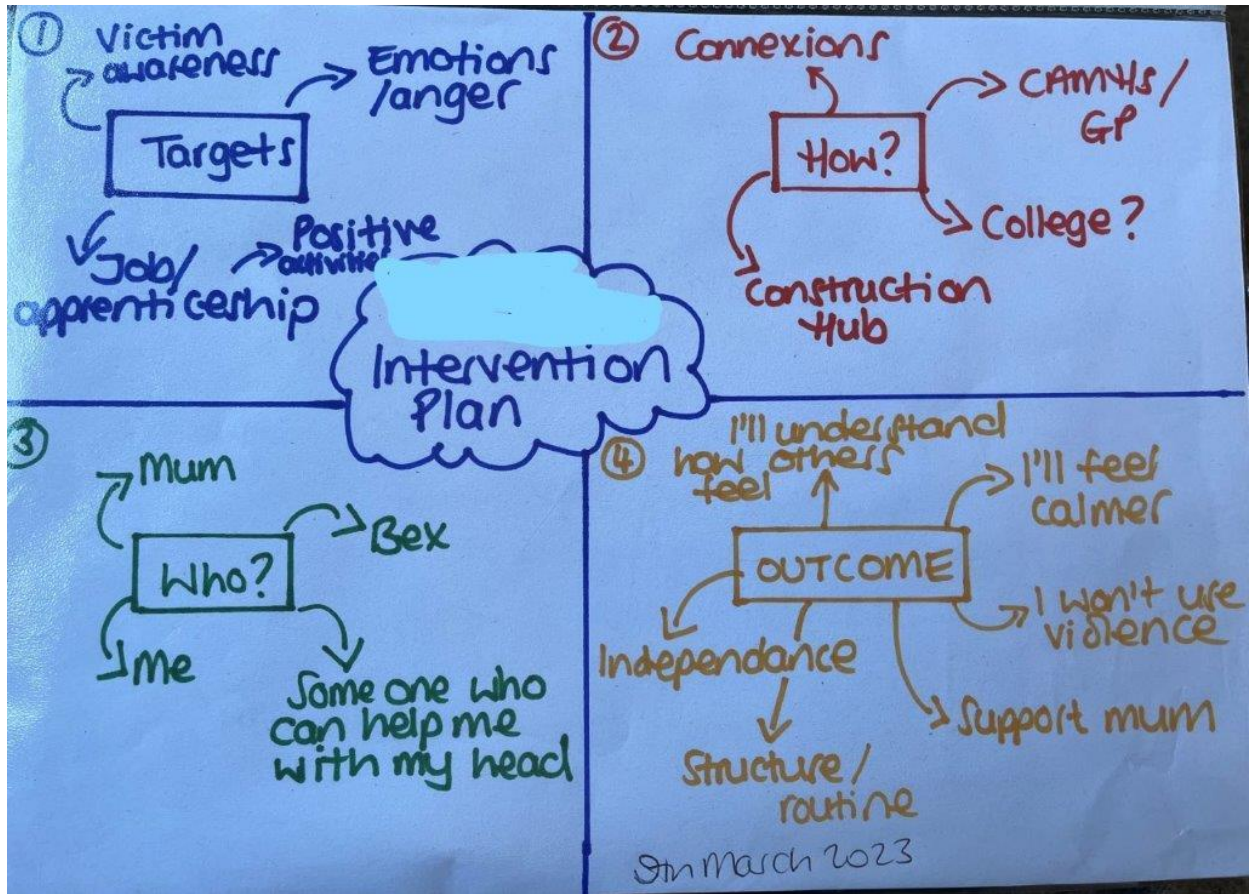 ①
Victim
awareness
Emotions
/anger
Targets
Job/
apprenticeship
Positive
activities
②
Connexions
CAMHs/
GP
How?
College?
Construction
Hub
Intervention
Plan
③
Mum
Bex
Who?
Me
Some one who
can help me
with my head
④
I'll understand
how others
feel
I'll feel
calmer
OUTCOME
I won't use
violence
Independance
Support mum
Structure/
routine
March 2023